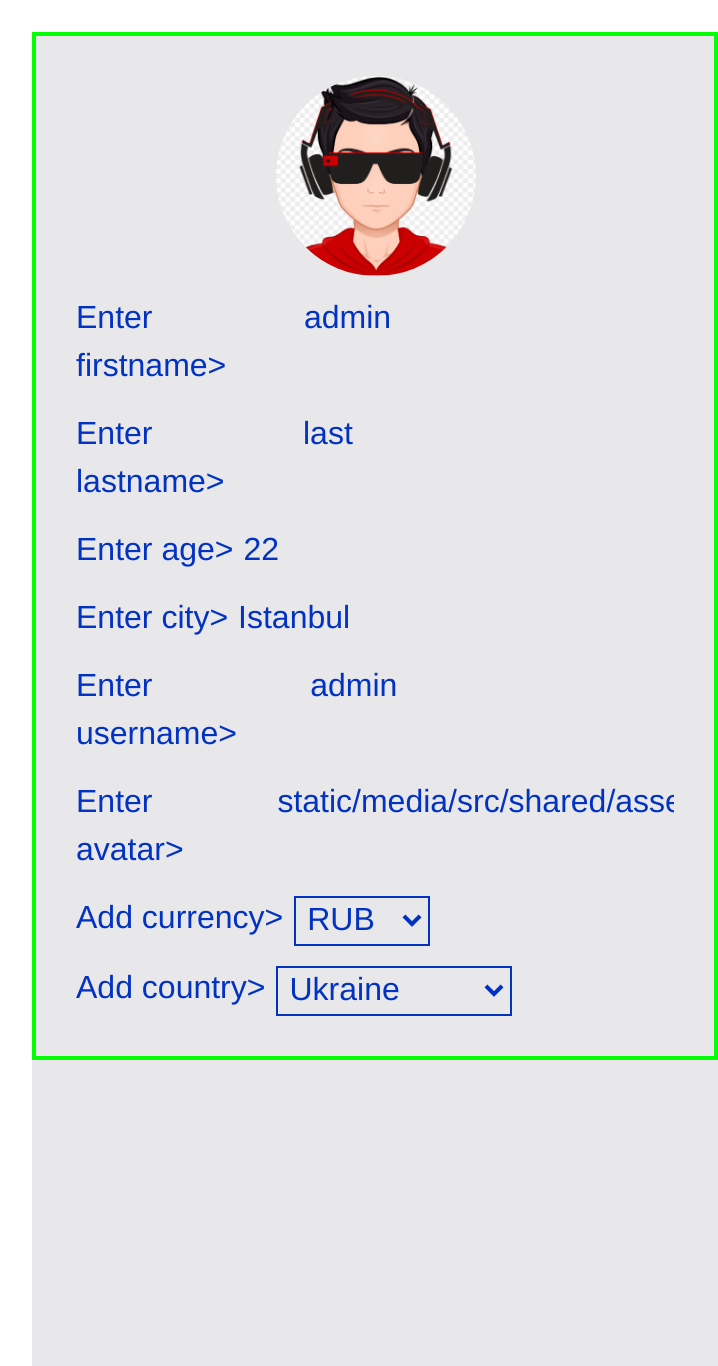 Enter admin
firstname>
Enter last
lastname>
Enter age> 22
Enter city> Istanbul
Enter admin
username>
Enter static/media/src/shared/asse
avatar>
Add currency> RUB
Add country> Ukraine